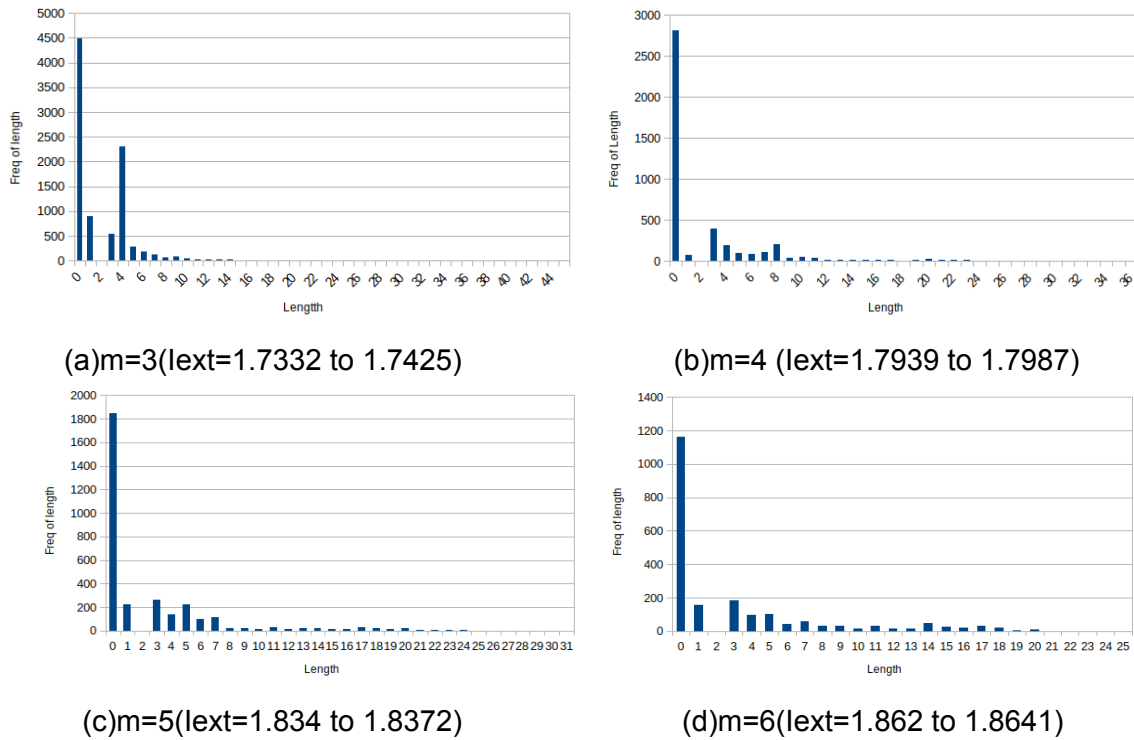 5000
4500
4000
3500
3000
2500
2000
1500
1000
500
0
Freq of length
0 2 4 6 8 10 12 14 16 18 20 22 24 26 28 30 32 34 36 38 40 42 44
Lengtth
(a)m=3(Iext=1.7332 to 1.7425)
3000
2500
2000
1500
1000
500
0
Freq of Length
0 2 4 6 8 10 12 14 16 18 20 22 24 26 28 30 32 34 36
Length
(b)m=4 (Iext=1.7939 to 1.7987)
2000
1800
1600
1400
1200
1000
800
600
400
200
0
Freq of length
0 1 2 3 4 5 6 7 8 9 10 11 12 13 14 15 16 17 18 19 20 21 22 23 24 25 26 27 28 29 30 31
Length
(c)m=5(Iext=1.834 to 1.8372)
1400
1200
1000
800
600
400
200
0
Freq of length
0 1 2 3 4 5 6 7 8 9 10 11 12 13 14 15 16 17 18 19 20 21 22 23 24 25
Length
(d)m=6(Iext=1.862 to 1.8641)